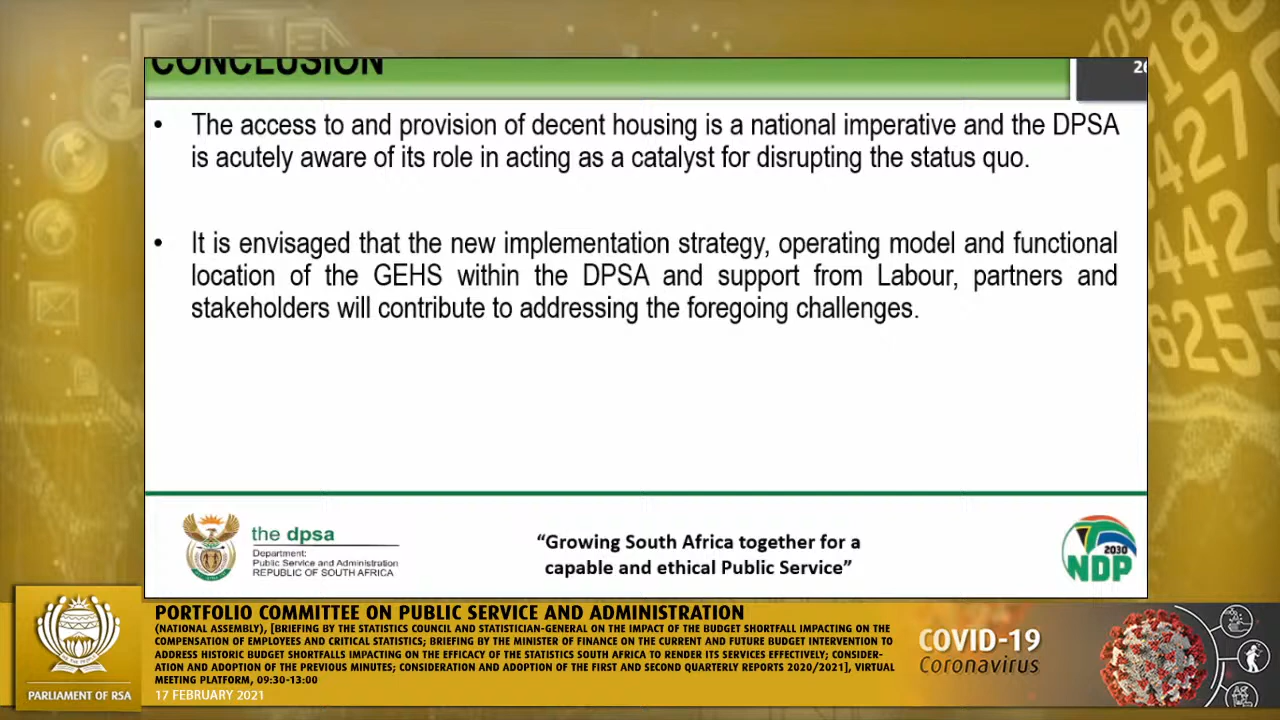 CONCLUSION
• The access to and provision of decent housing is a national imperative and the DPSA
is acutely aware of its role in acting as a catalyst for disrupting the status quo.
• It is envisaged that the new implementation strategy, operating model and functional
location of the GEHS within the DPSA and support from Labour, partners and
stakeholders will contribute to addressing the foregoing challenges.
the dpsa
Department:
Public Service and Administration
REPUBLIC OF SOUTH AFRICA
“Growing South Africa together for a
capable and ethical Public Service”
2030
NDP
PORTFOLIO COMMITTEE ON PUBLIC SERVICE AND ADMINISTRATION
(NATIONAL ASSEMBLY), [BRIEFING BY THE STATISTICS COUNCIL AND STATISTICIAN-GENERAL ON THE IMPACT OF THE BUDGET SHORTFALL IMPACTING ON THE
COMPENSATION OF EMPLOYEES AND CRITICAL STATISTICS; BRIEFING BY THE MINISTER OF FINANCE ON THE CURRENT AND FUTURE BUDGET INTERVENTION TO
ADDRESS HISTORIC BUDGET SHORTFALLS IMPACTING ON THE EFFICACY OF THE STATISTICS SOUTH AFRICA TO RENDER ITS SERVICES EFFECTIVELY; CONSIDER-
ATION AND ADOPTION OF THE PREVIOUS MINUTES; CONSIDERATION AND ADOPTION OF THE FIRST AND SECOND QUARTERLY REPORTS 2020/2021], VIRTUAL
MEETING PLATFORM, 09:30-13:00
17 FEBRUARY 2021
PARLIAMENT OF RSA
COVID-19
Coronavirus